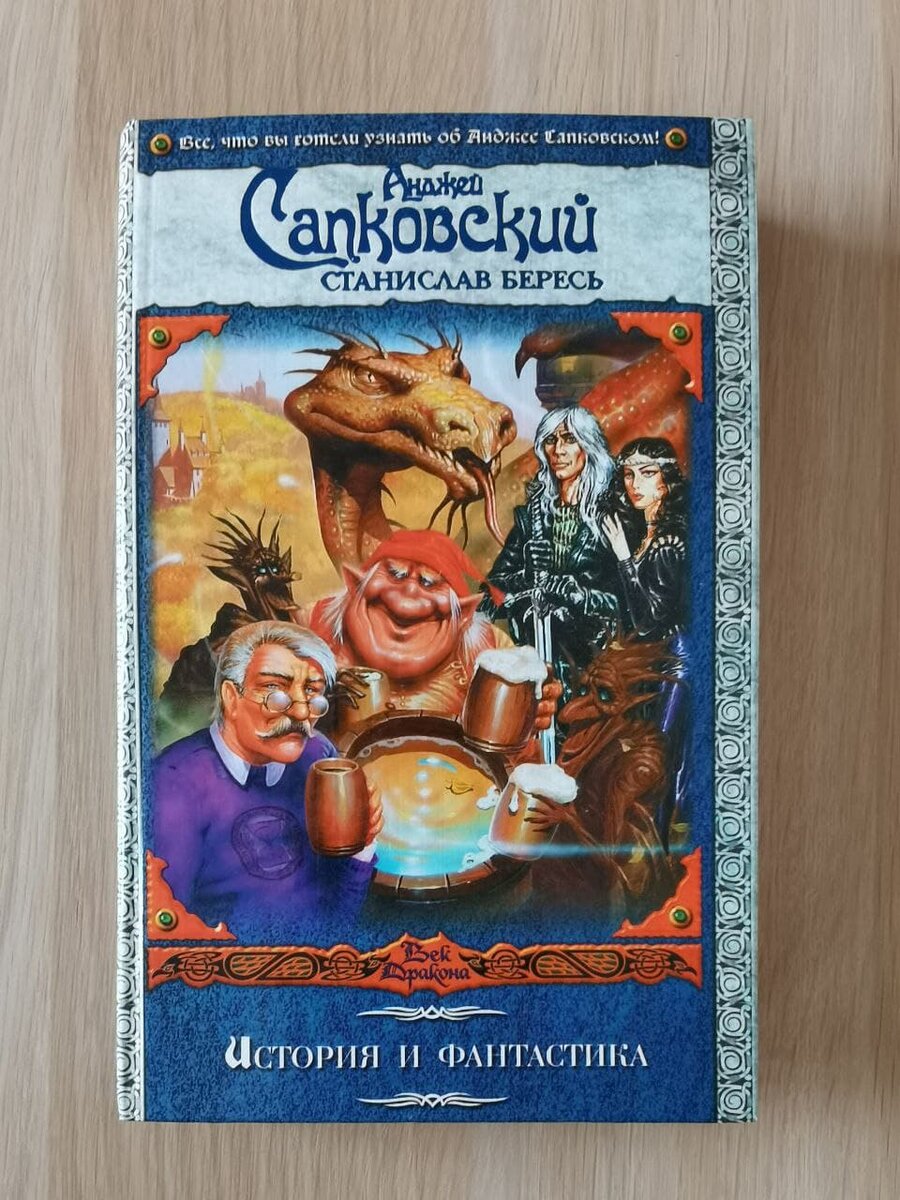 Все, что вы хотели узнать об Анджее Сапковском!
Анджей
Сапковский
СТАНИСЛАВ БЕРЕСЬ
Век
Дракона
История и фантастика